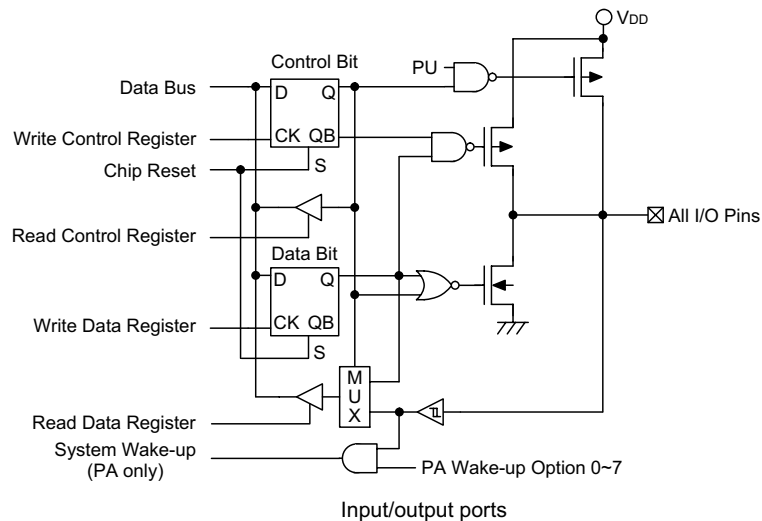 VDD
Control Bit
PU
Data Bus
D Q
Write Control Register
CK QB
Chip Reset
S
All I/O Pins
Read Control Register
Data Bit
D Q
Write Data Register
CK QB
S
M
U
X
Read Data Register
System Wake-up
(PA only)
PA Wake-up Option 0~7
Input/output ports